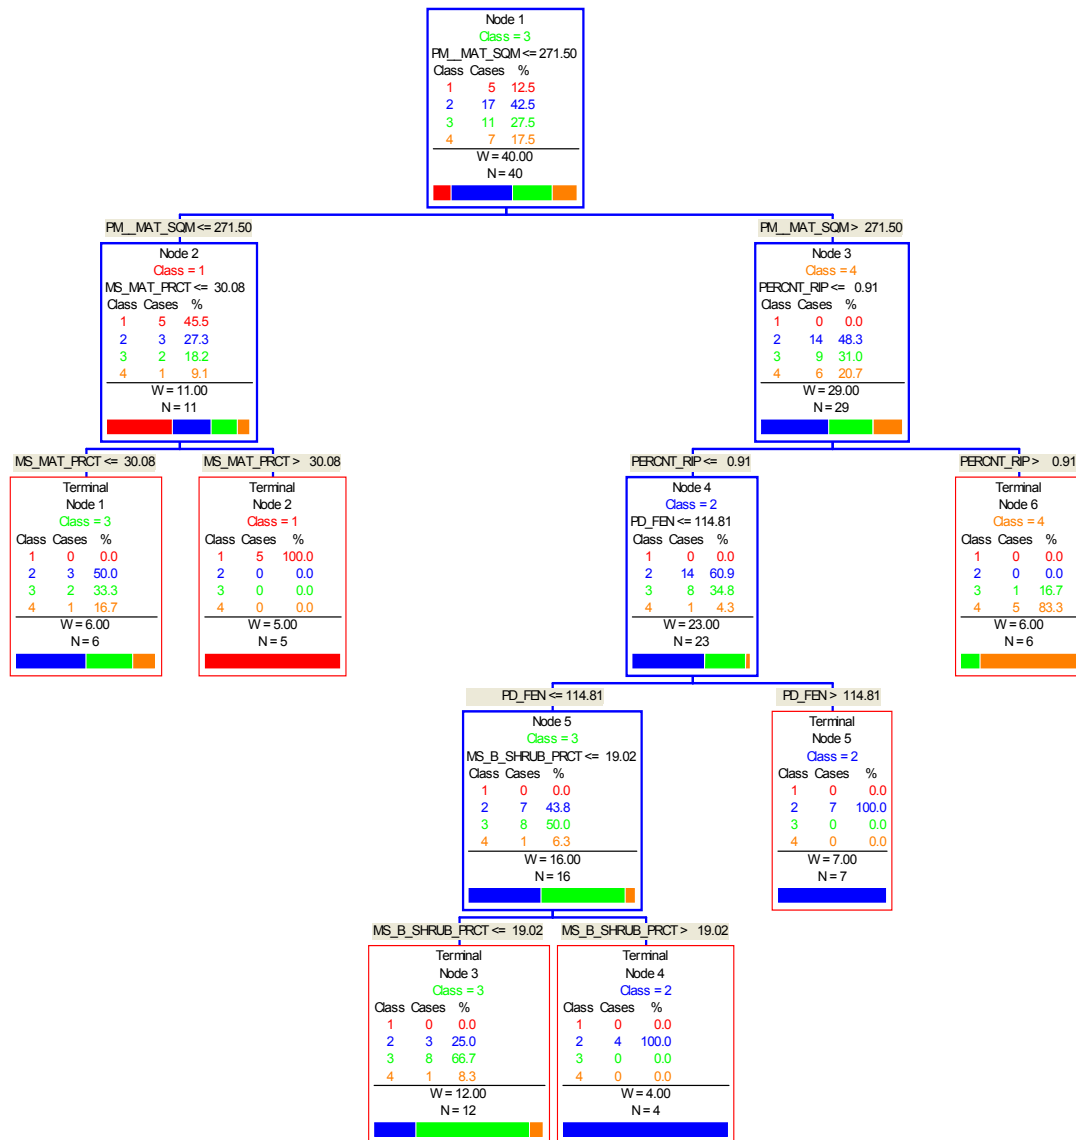 Node 1
Class = 3
PM__MAT_SQM <= 271.50
Class Cases %
1 5 12.5
2 17 42.5
3 11 27.5
4 7 17.5
W = 40.00
N = 40
PM__MAT_SQM <= 271.50
PM__MAT_SQM > 271.50
Node 2
Class = 1
MS_MAT_PRCT <= 30.08
Class Cases %
1 5 45.5
2 3 27.3
3 2 18.2
4 1 9.1
W = 11.00
N = 11
Node 3
Class = 4
PERCNT_RIP <= 0.91
Class Cases %
1 0 0.0
2 14 48.3
3 9 31.0
4 6 20.7
W = 29.00
N = 29
MS_MAT_PRCT <= 30.08
MS_MAT_PRCT > 30.08
PERCNT_RIP <= 0.91
PERCNT_RIP > 0.91
Terminal
Node 1
Class = 3
Class Cases %
1 0 0.0
2 3 50.0
3 2 33.3
4 1 16.7
W = 6.00
N = 6
Terminal
Node 2
Class = 1
Class Cases %
1 5 100.0
2 0 0.0
3 0 0.0
4 0 0.0
W = 5.00
N = 5
Node 4
Class = 2
PD_FEN <= 114.81
Class Cases %
1 0 0.0
2 14 60.9
3 8 34.8
4 1 4.3
W = 23.00
N = 23
Terminal
Node 6
Class = 4
Class Cases %
1 0 0.0
2 0 0.0
3 1 16.7
4 5 83.3
W = 6.00
N = 6
PD_FEN <= 114.81
PD_FEN > 114.81
Node 5
Class = 3
MS_B_SHRUB_PRCT <= 19.02
Class Cases %
1 0 0.0
2 7 43.8
3 8 50.0
4 1 6.3
W = 16.00
N = 16
Terminal
Node 5
Class = 2
Class Cases %
1 0 0.0
2 7 100.0
3 0 0.0
4 0 0.0
W = 7.00
N = 7
MS_B_SHRUB_PRCT <= 19.02
MS_B_SHRUB_PRCT > 19.02
Terminal
Node 3
Class = 3
Class Cases %
1 0 0.0
2 3 25.0
3 8 66.7
4 1 8.3
W = 12.00
N = 12
Terminal
Node 4
Class = 2
Class Cases %
1 0 0.0
2 4 100.0
3 0 0.0
4 0 0.0
W = 4.00
N = 4